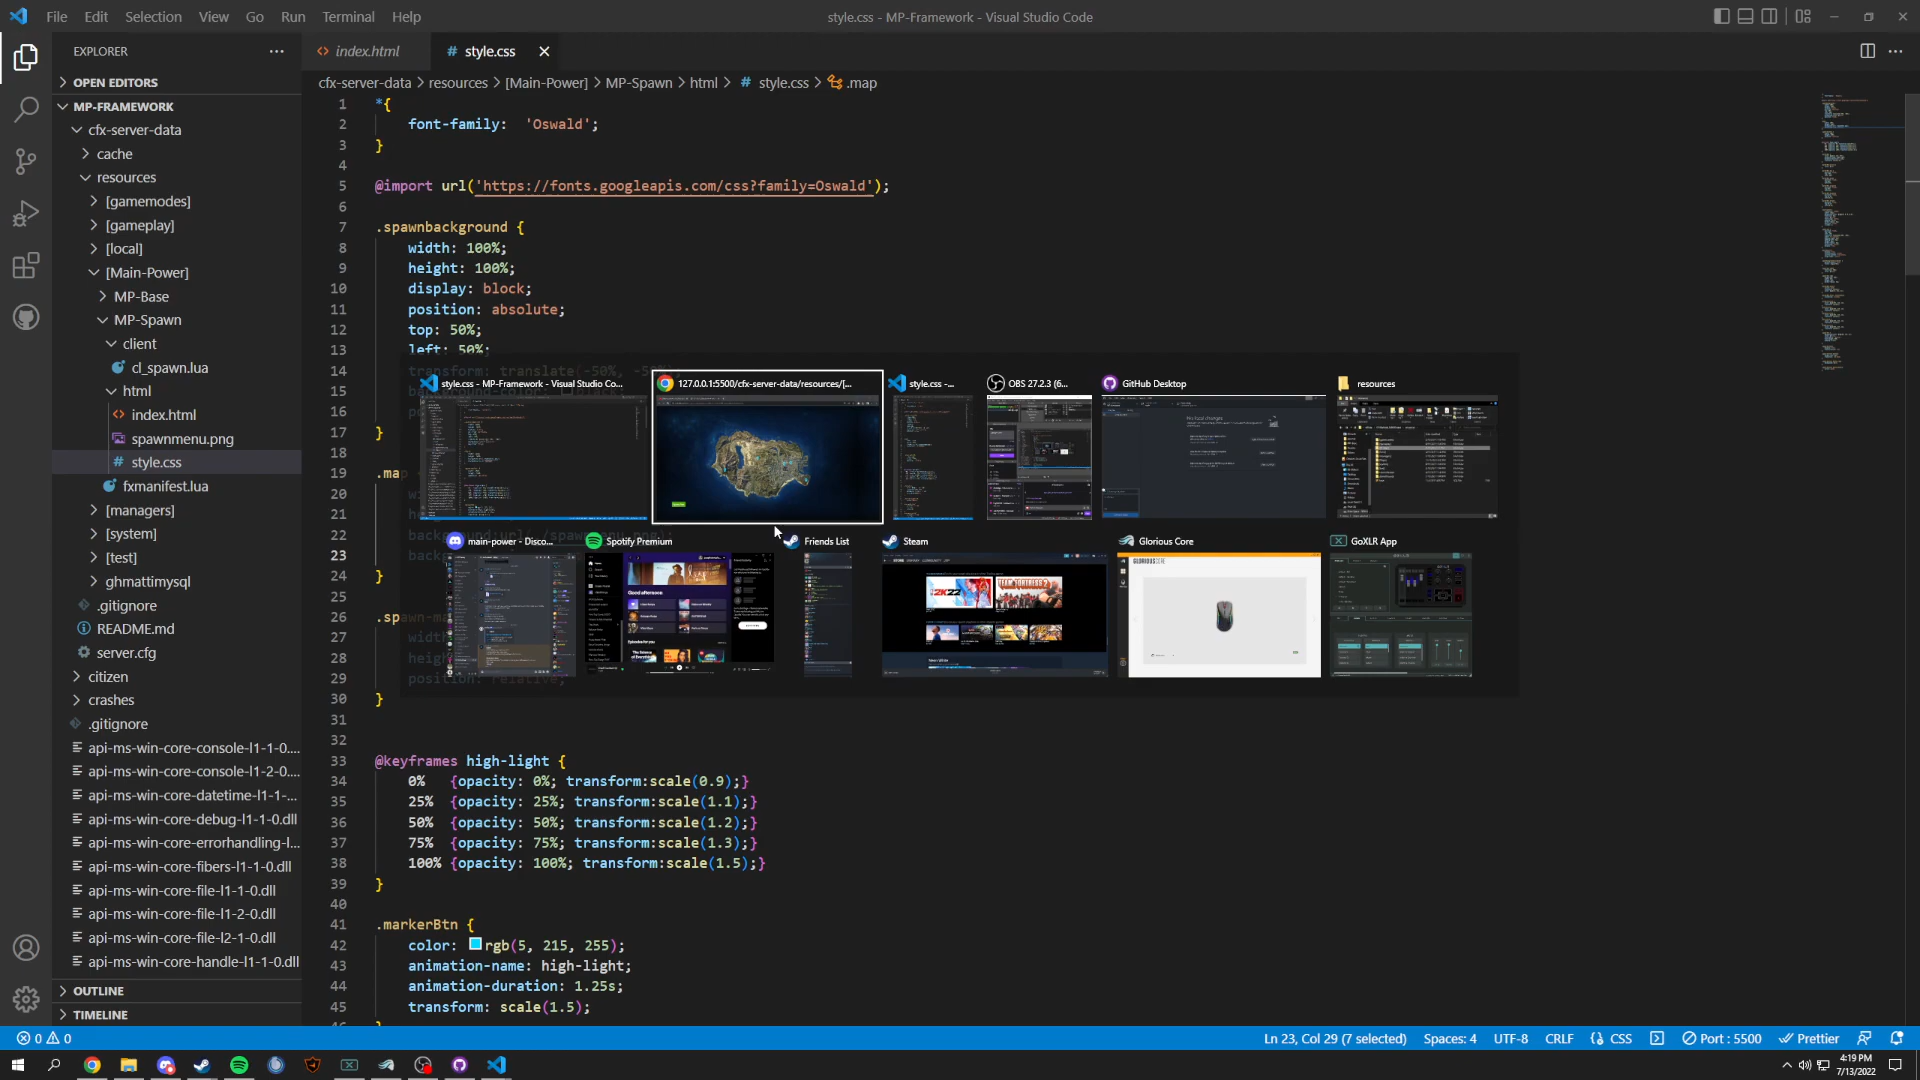 File Edit Selection View Go Run Terminal Help
style.css - MP-Framework - Visual Studio Code
EXPLORER
index.html
# style.css
OPEN EDITORS
MP-FRAMEWORK
cfx-server-data
cache
resources
[gamemodes]
[gameplay]
[local]
[Main-Power]
MP-Base
MP-Spawn
client
cl_spawn.lua
html
index.html
spawnmenu.png
# style.css
fxmanifest.lua
[managers]
[system]
[test]
ghmattimysql
.gitignore
README.md
server.cfg
citizen
crashes
.gitignore
api-ms-win-core-console-l1-1-0....
api-ms-win-core-console-l1-2-0....
api-ms-win-core-datetime-l1-1-...
api-ms-win-core-debug-l1-1-0.dll
api-ms-win-core-errorhandling-l...
api-ms-win-core-fibers-l1-1-0.dll
api-ms-win-core-file-l1-1-0.dll
api-ms-win-core-file-l1-2-0.dll
api-ms-win-core-file-l2-1-0.dll
api-ms-win-core-handle-l1-1-0.dll
OUTLINE
TIMELINE
cfx-server-data > resources > [Main-Power] > MP-Spawn > html > # style.css > .map
1 *{
2 font-family: 'Oswald';
3 }
4
5 @import url('https://fonts.googleapis.com/css?family=Oswald');
6
7 .spawnbackground {
8 width: 100%;
9 height: 100%;
10 display: block;
11 position: absolute;
12 top: 50%;
13 left: 50%;
14 transform: translate(-50%, -50%
15
16
17 }
18
19 .map
20
21
22
23
24 }
25
26 .spawn-ma
27
28
29 position: relative;
30 }
31
32
33 @keyframes high-light {
34 0% {opacity: 0%; transform:scale(0.9);}
35 25% {opacity: 25%; transform:scale(1.1);}
36 50% {opacity: 50%; transform:scale(1.2);}
37 75% {opacity: 75%; transform:scale(1.3);}
38 100% {opacity: 100%; transform:scale(1.5);}
39 }
40
41 .markerBtn {
42 color: rgb(5, 215, 255);
43 animation-name: high-light;
44 animation-duration: 1.25s;
45 transform: scale(1.5);
style.css - MP-Framework - Visual Studio Co...
127.0.0.1:5500/cfx-server-data/resources/[...
style.css -...
OBS 27.2.3 (6...
GitHub Desktop
resources
main-power - Disco...
Spotify Premium
Friends List
Steam
Glorious Core
GoXLR App
Good afternoon
0 0
Ln 23, Col 29 (7 selected) Spaces: 4 UTF-8 CRLF CSS Port : 5500 Prettier
4:19 PM
7/13/2022